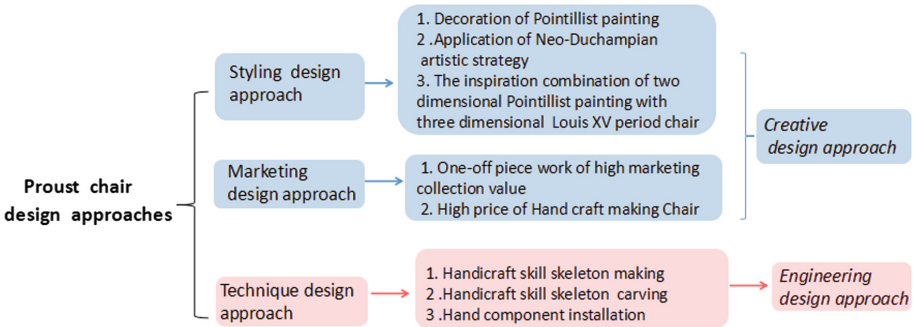 Proust chair
design approaches
Styling design
approach
1. Decoration of Pointillist painting
2 .Application of Neo-Duchampian
artistic strategy
3. The inspiration combination of two
dimensional Pointillist painting with
three dimensional Louis XV period chair
Marketing
design approach
1. One-off piece work of high marketing
collection value
2. High price of Hand craft making Chair
Creative
design approach
Technique design
approach
1. Handicraft skill skeleton making
2 .Handicraft skill skeleton carving
3 .Hand component installation
Engineering
design approach